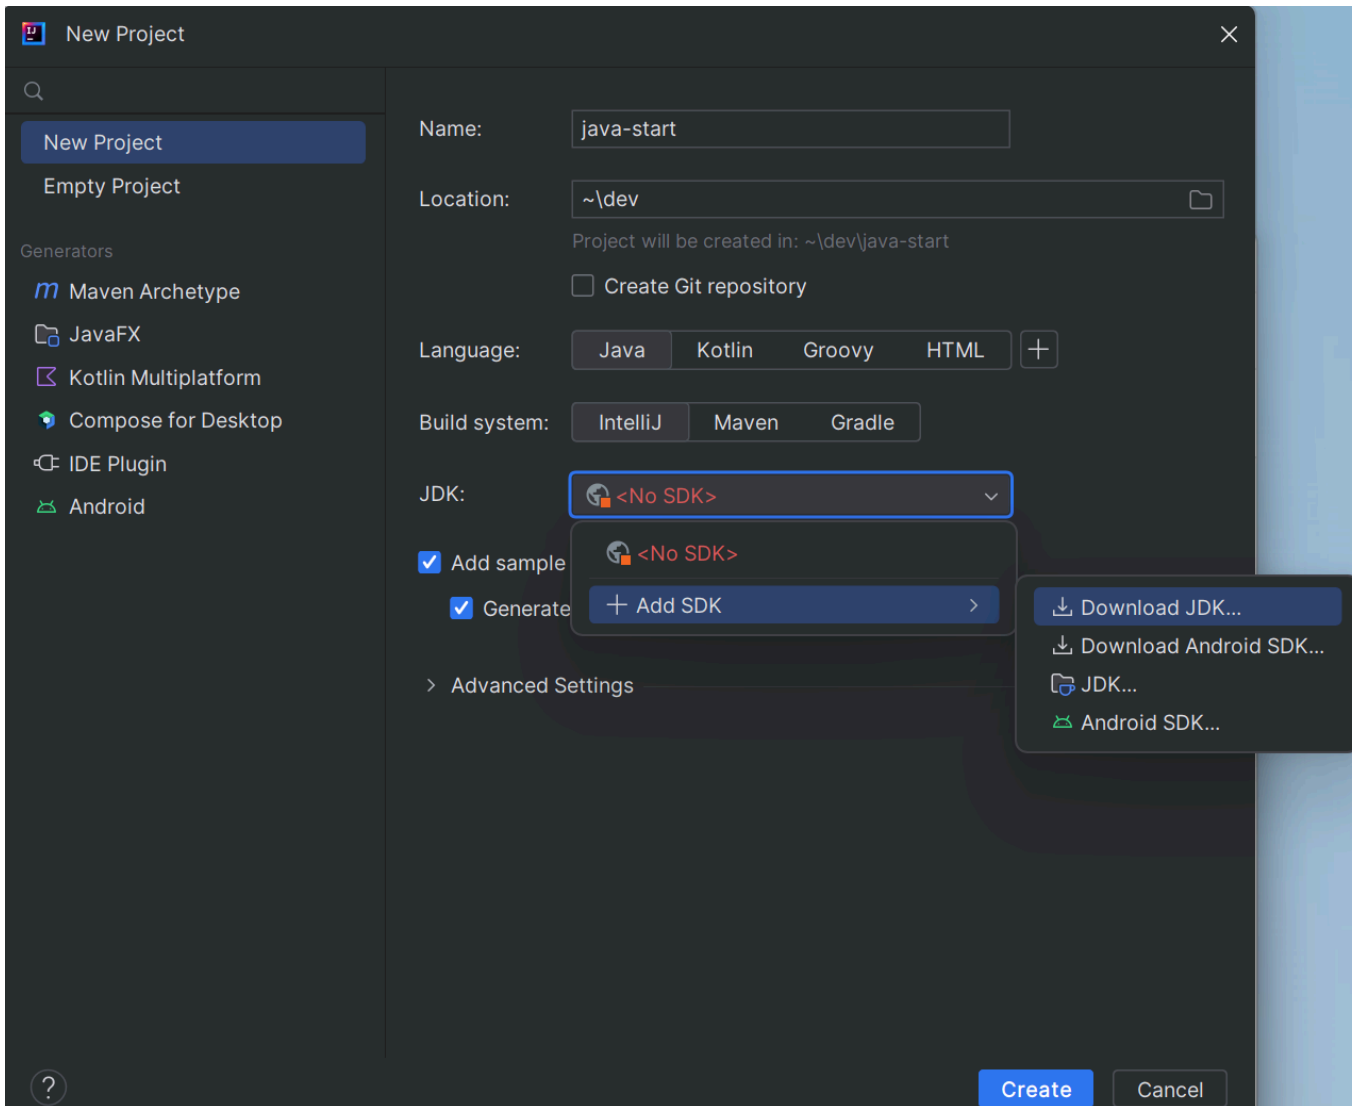 New Project
New Project
Empty Project
Generators
Maven Archetype
JavaFX
Kotlin Multiplatform
Compose for Desktop
IDE Plugin
Android
Name: java-start
Location: ~\dev
Project will be created in: ~\dev\java-start
Create Git repository
Language: Java Kotlin Groovy HTML
Build system: IntelliJ Maven Gradle
JDK: <No SDK>
<No SDK>
Add sample
Add SDK
Generate
Download JDK...
Download Android SDK...
JDK...
Android SDK...
Advanced Settings
? Create Cancel